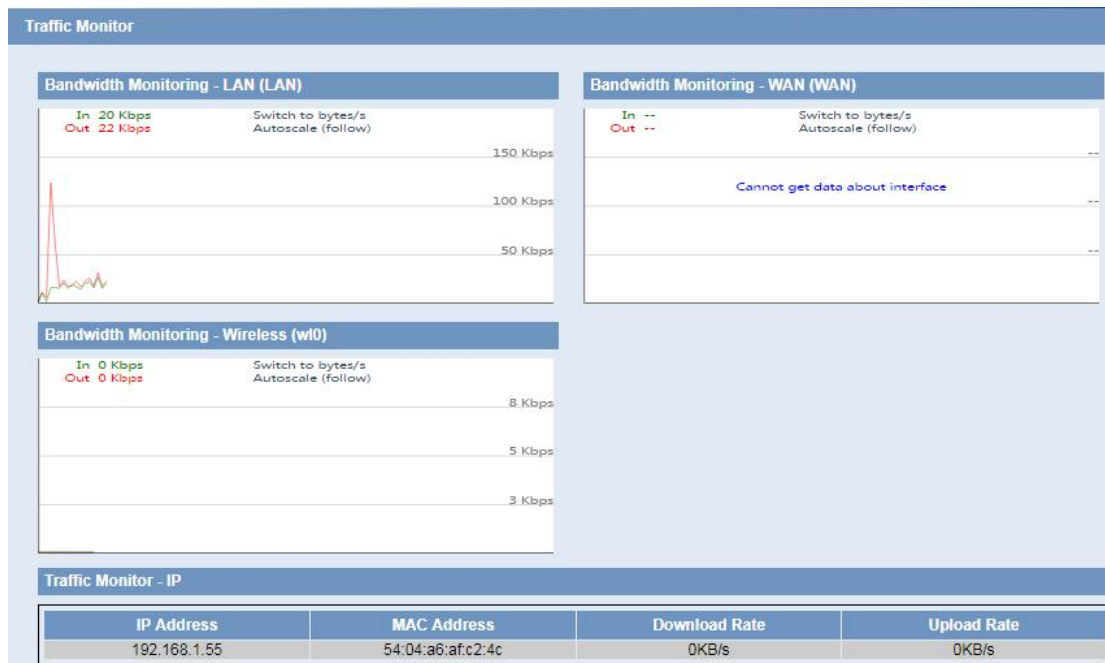 Traffic Monitor
Bandwidth Monitoring - LAN (LAN)
In 20 Kbps
Switch to bytes/s
Out 22 Kbps
Autoscale (follow)
150 Kbps
100 Kbps
50 Kbps
Bandwidth Monitoring - WAN (WAN)
In --
Switch to bytes/s
Out --
Autoscale (follow)
--
Cannot get data about interface
--
--
Bandwidth Monitoring - Wireless (wl0)
In 0 Kbps
Switch to bytes/s
Out 0 Kbps
Autoscale (follow)
8 Kbps
5 Kbps
3 Kbps
Traffic Monitor - IP
IP Address MAC Address Download Rate Upload Rate
192.168.1.55 54:04:a6:af:c2:4c 0KB/s 0KB/s